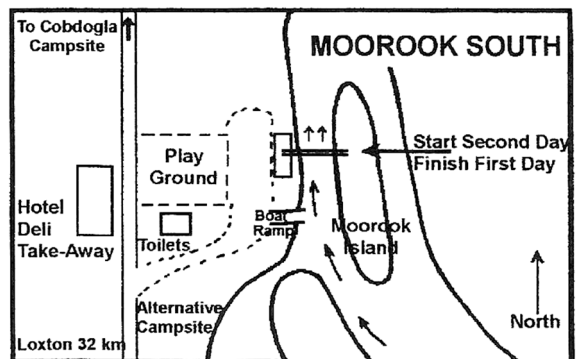 To Cobdogla
Campsite
MOOROOK SOUTH
Start Second Day
Finish First Day
Play
Ground
Hotel
Deli
Take-Away
Toilets
Boat
Ramp
Moorook
Island
Alternative
Campsite
North
Loxton 32 km